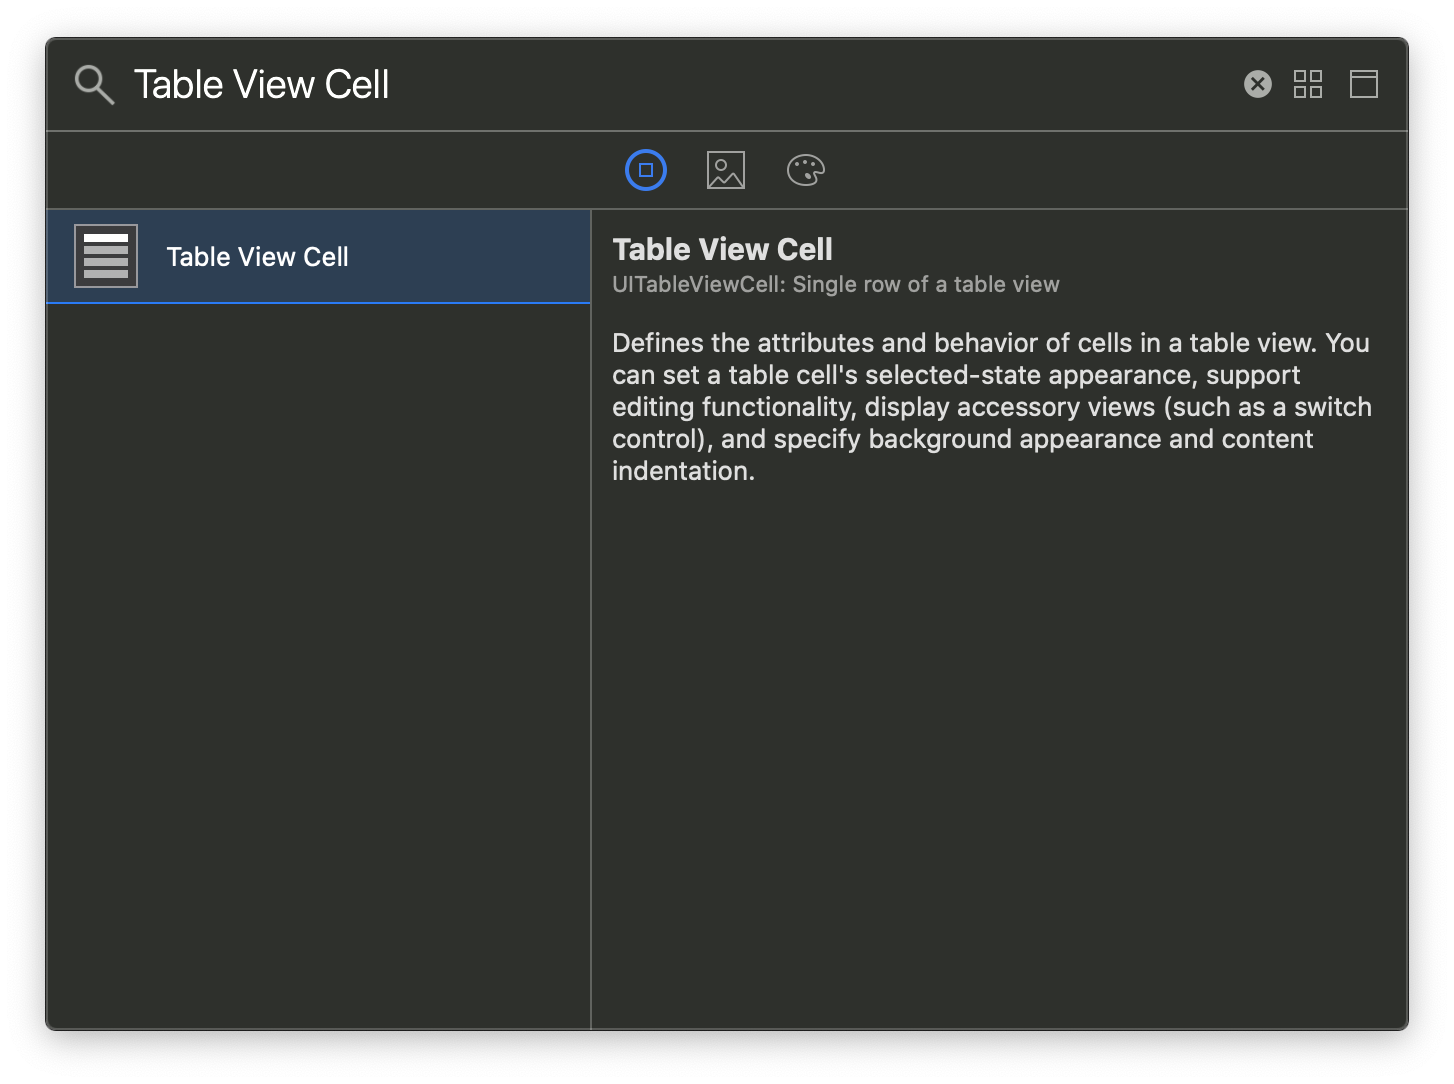 Table View Cell
Table View Cell
Table View Cell
UITableViewCell: Single row of a table view
Defines the attributes and behavior of cells in a table view. You
can set a table cell's selected-state appearance, support
editing functionality, display accessory views (such as a switch
control), and specify background appearance and content
indentation.